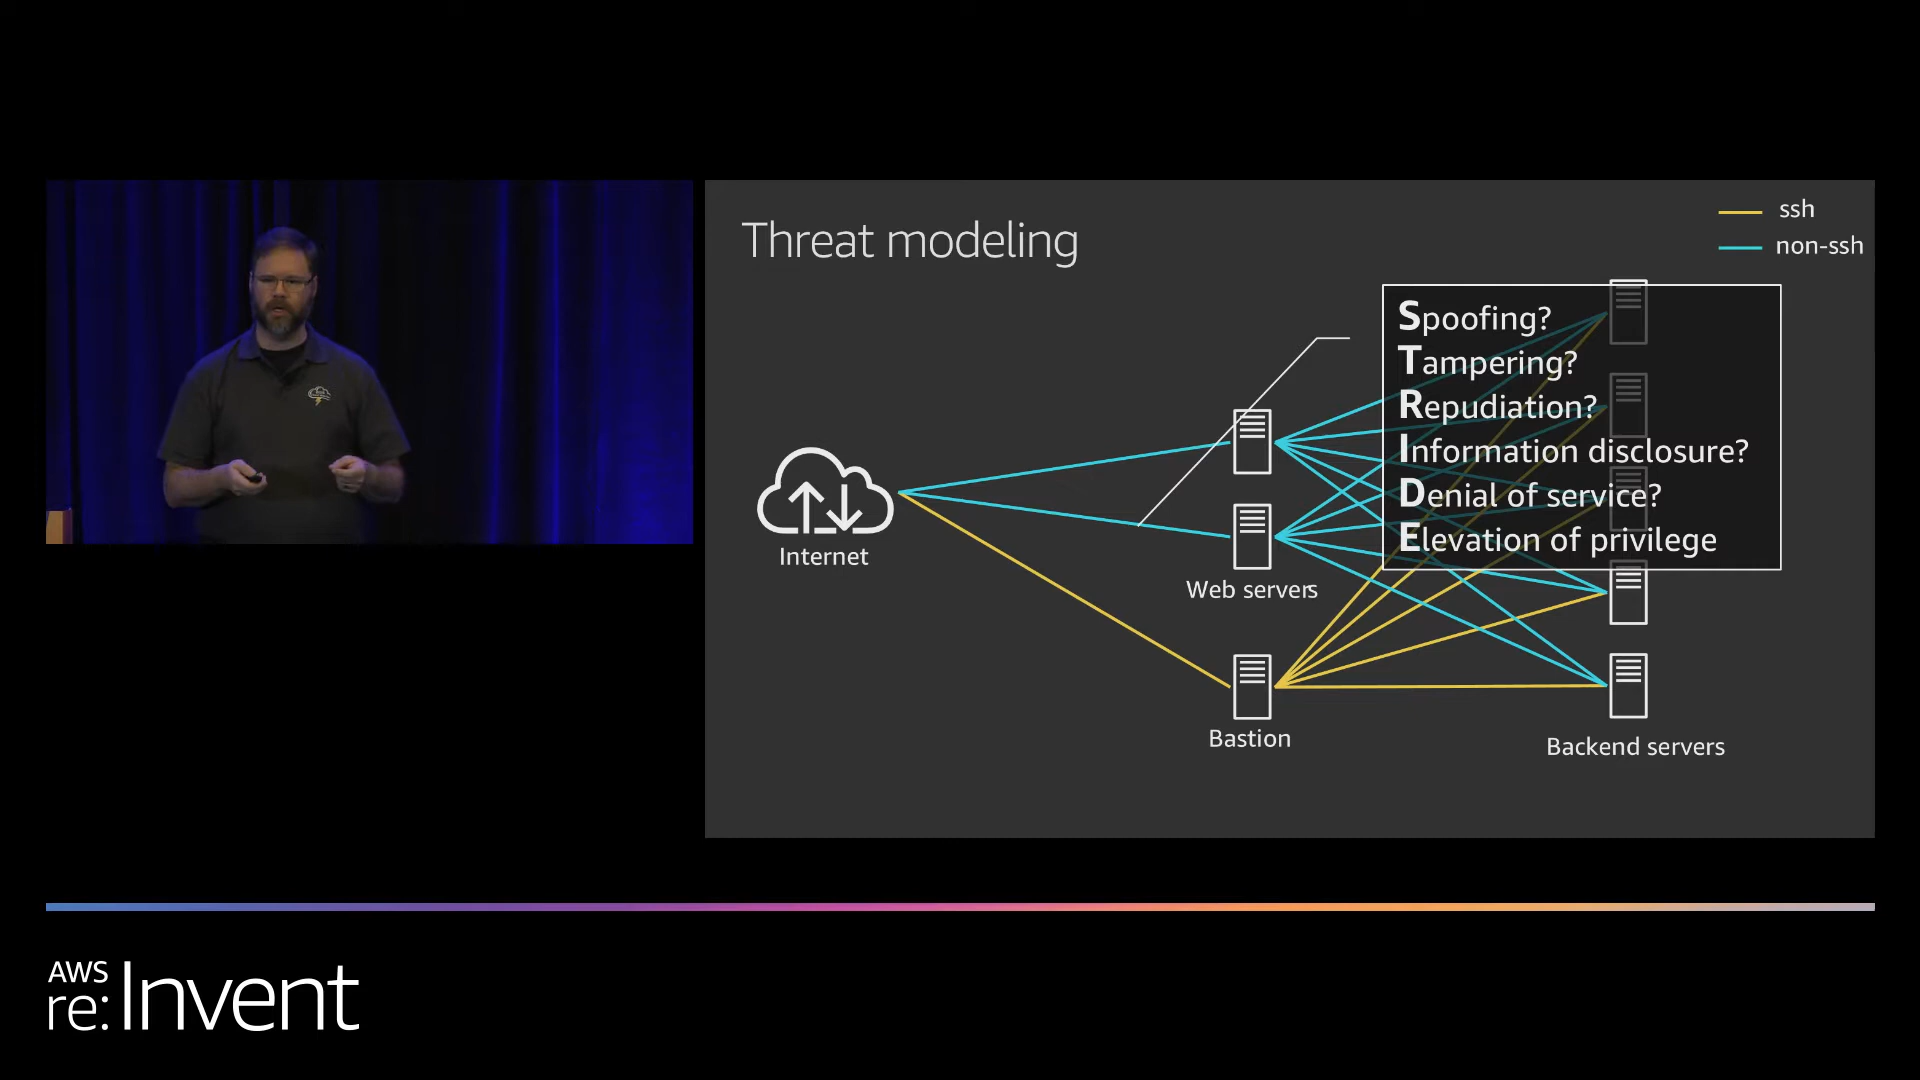 Threat modeling
ssh
non-ssh
Spoofing?
Tampering?
Repudiation?
Information disclosure?
Denial of service?
Elevation of privilege
Internet
Web servers
Bastion
Backend servers
AWS
re:Invent